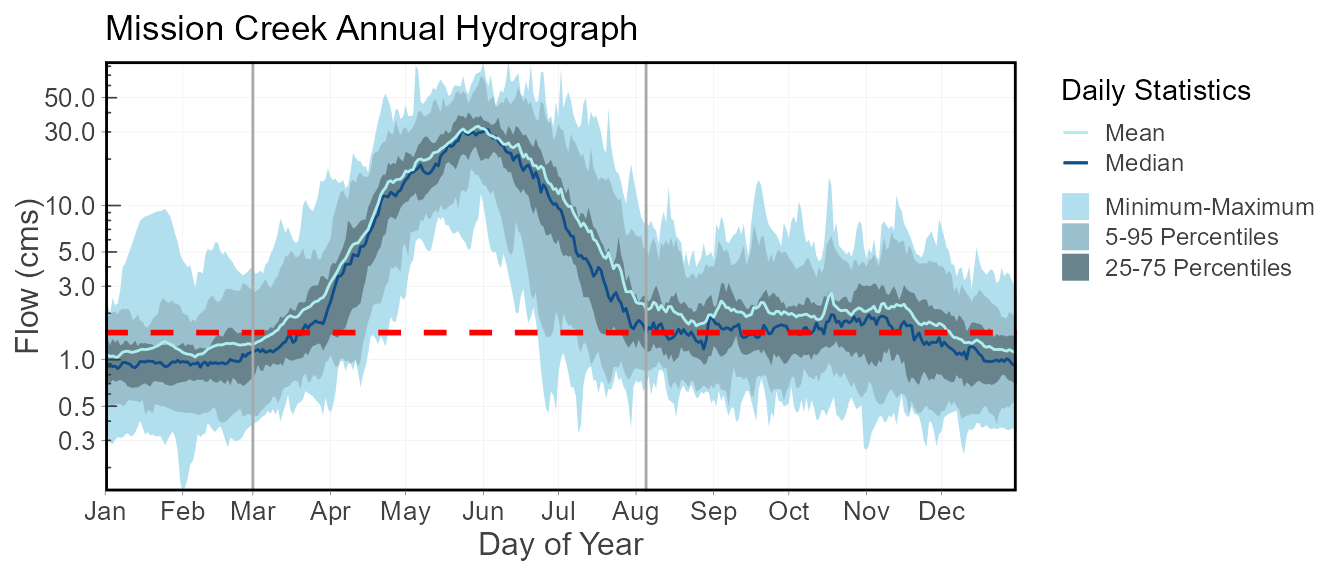 Mission Creek Annual Hydrograph
50.0
30.0
10.0
5.0
3.0
1.0
0.5
0.3
Flow (cms)
Jan Feb Mar Apr May Jun Jul Aug Sep Oct Nov Dec
Day of Year
Daily Statistics
Mean
Median
Minimum-Maximum
5-95 Percentiles
25-75 Percentiles